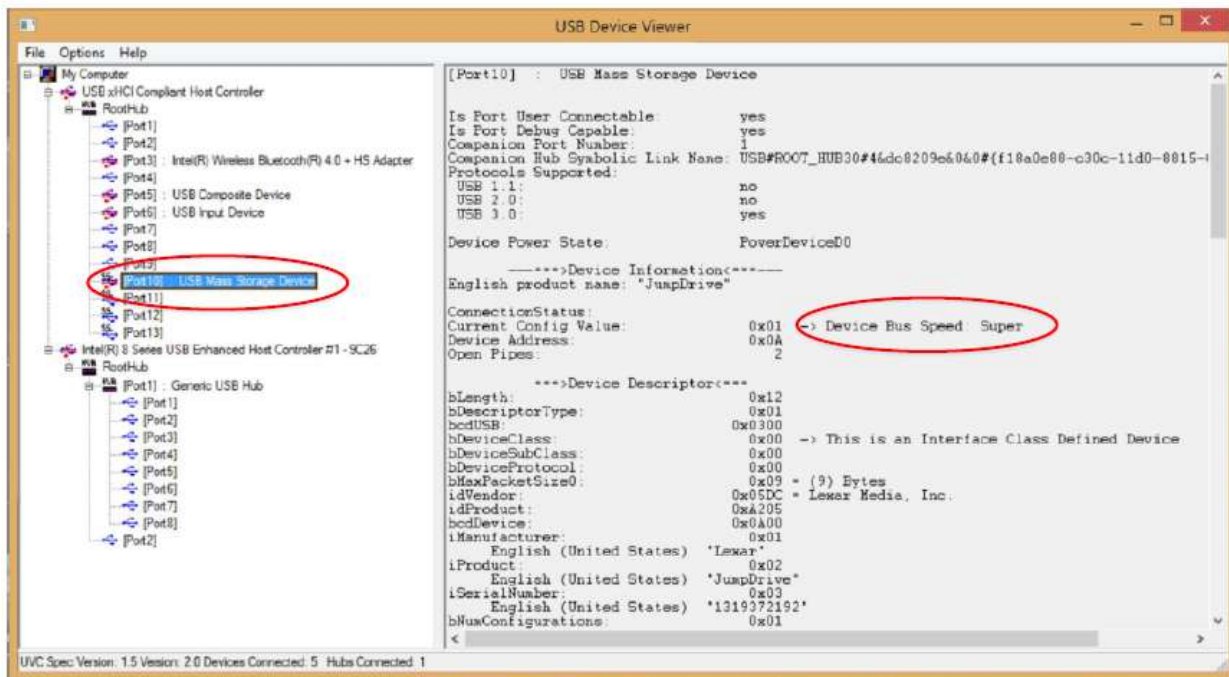 USB Device Viewer
File Options Help
My Computer
USB xHCI Compliant Host Controller
RootHub
[Port1]
[Port2]
[Port3] : Intel(R) Wireless Bluetooth(R) 4.0 + HS Adapter
[Port4]
[Port5] : USB Composite Device
[Port6] : USB Input Device
[Port7]
[Port8]
[Port9]
[Port10] : USB Mass Storage Device
[Port11]
[Port12]
[Port13]
Intel(R) 8 Series USB Enhanced Host Controller #1 - 9C26
RootHub
[Port1] : Generic USB Hub
[Port1]
[Port2]
[Port3]
[Port4]
[Port5]
[Port6]
[Port7]
[Port8]
[Port2]
[Port10] : USB Mass Storage Device
Is Port User Connectable: yes
Is Port Debug Capable: yes
Companion Port Number: 1
Companion Hub Symbolic Link Name: USB#ROOT_HUB30#4&dc8209e&0&0#{f18a0e88-c30c-11d0-8815-
Protocols Supported:
USB 1.1: no
USB 2.0: no
USB 3.0: yes
Device Power State: PowerDeviceD0
---===>Device Information<===---
English product name: "JumpDrive"
ConnectionStatus:
Current Config Value: 0x01 -> Device Bus Speed: Super
Device Address: 0x0A
Open Pipes: 2
===>Device Descriptor<===
bLength: 0x12
bDescriptorType: 0x01
bcdUSB: 0x0300
bDeviceClass: 0x00 -> This is an Interface Class Defined Device
bDeviceSubClass: 0x00
bDeviceProtocol: 0x00
bMaxPacketSize0: 0x09 = (9) Bytes
idVendor: 0x05DC = Lexar Media, Inc.
idProduct: 0xA205
bcdDevice: 0x0A00
iManufacturer: 0x01
English (United States) "Lexar"
iProduct: 0x02
English (United States) "JumpDrive"
iSerialNumber: 0x03
English (United States) "1319372192"
bNumConfigurations: 0x01
UVC Spec Version: 1.5 Version: 2.0 Devices Connected: 5 Hubs Connected: 1